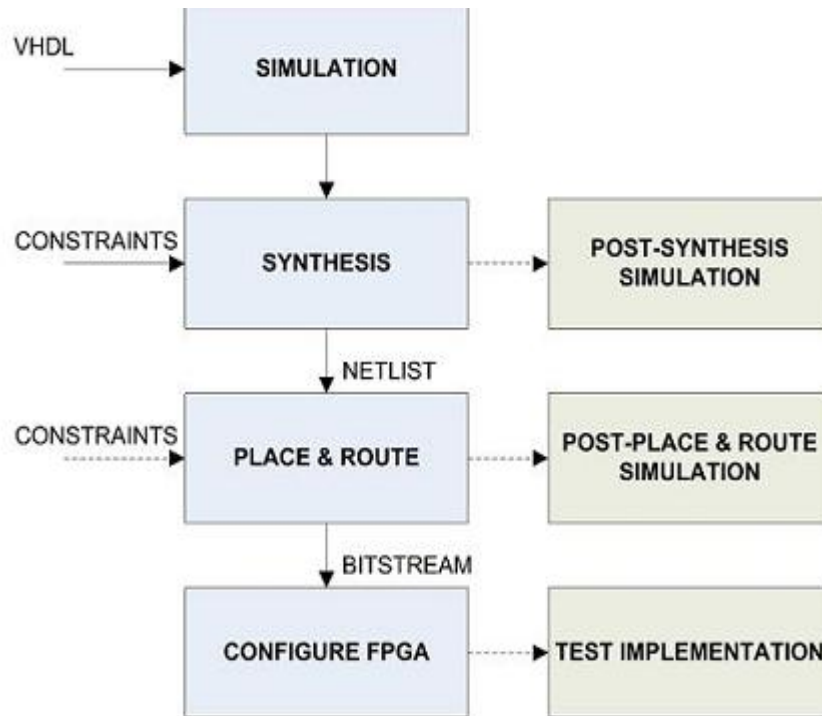 VHDL
SIMULATION
CONSTRAINTS
SYNTHESIS
POST-SYNTHESIS
SIMULATION
NETLIST
CONSTRAINTS
PLACE & ROUTE
POST-PLACE & ROUTE
SIMULATION
BITSTREAM
CONFIGURE FPGA
TEST IMPLEMENTATION